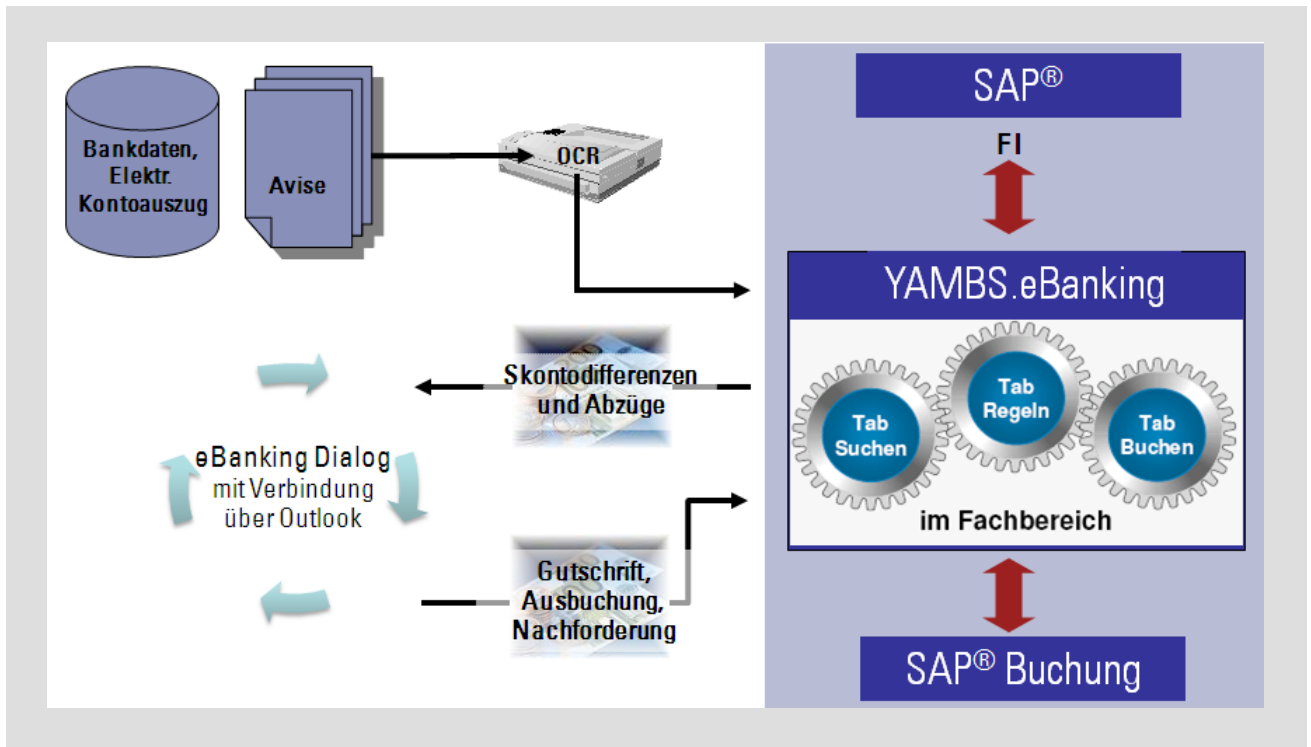 Bankdaten,
Elektr.
Kontoauszug
Avise
OCR
SAP®
FI
YAMBS.eBanking
Tab
Suchen
Tab
Regeln
Tab
Buchen
im Fachbereich
Skontodifferenzen
und Abzüge
eBanking Dialog
mit Verbindung
über Outlook
Gutschrift,
Ausbuchung,
Nachforderung
SAP® Buchung